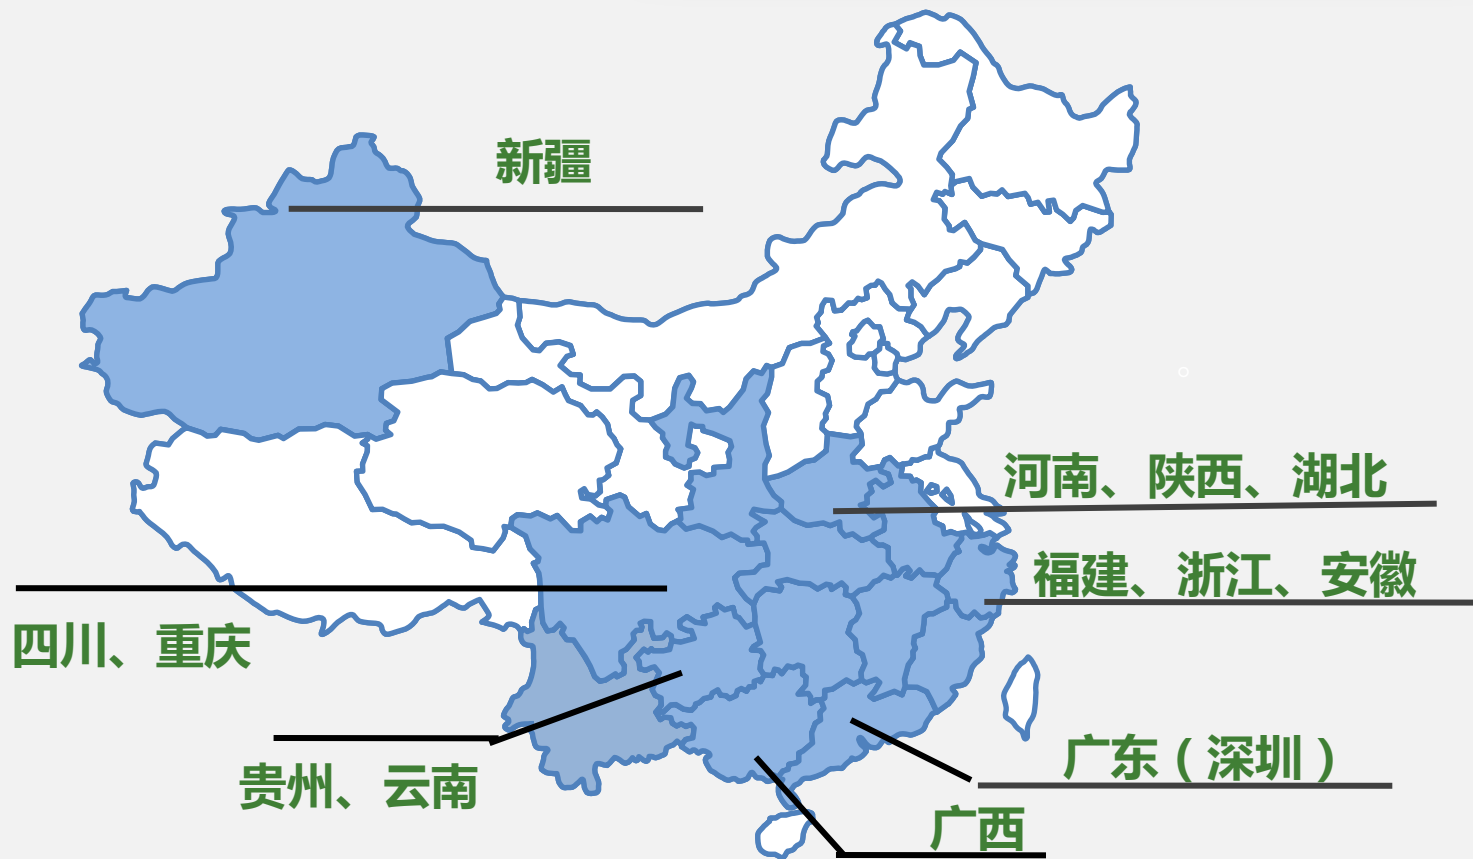 新疆
河南、陕西、湖北
福建、浙江、安徽
四川、重庆
广东（深圳）
贵州、云南
广西